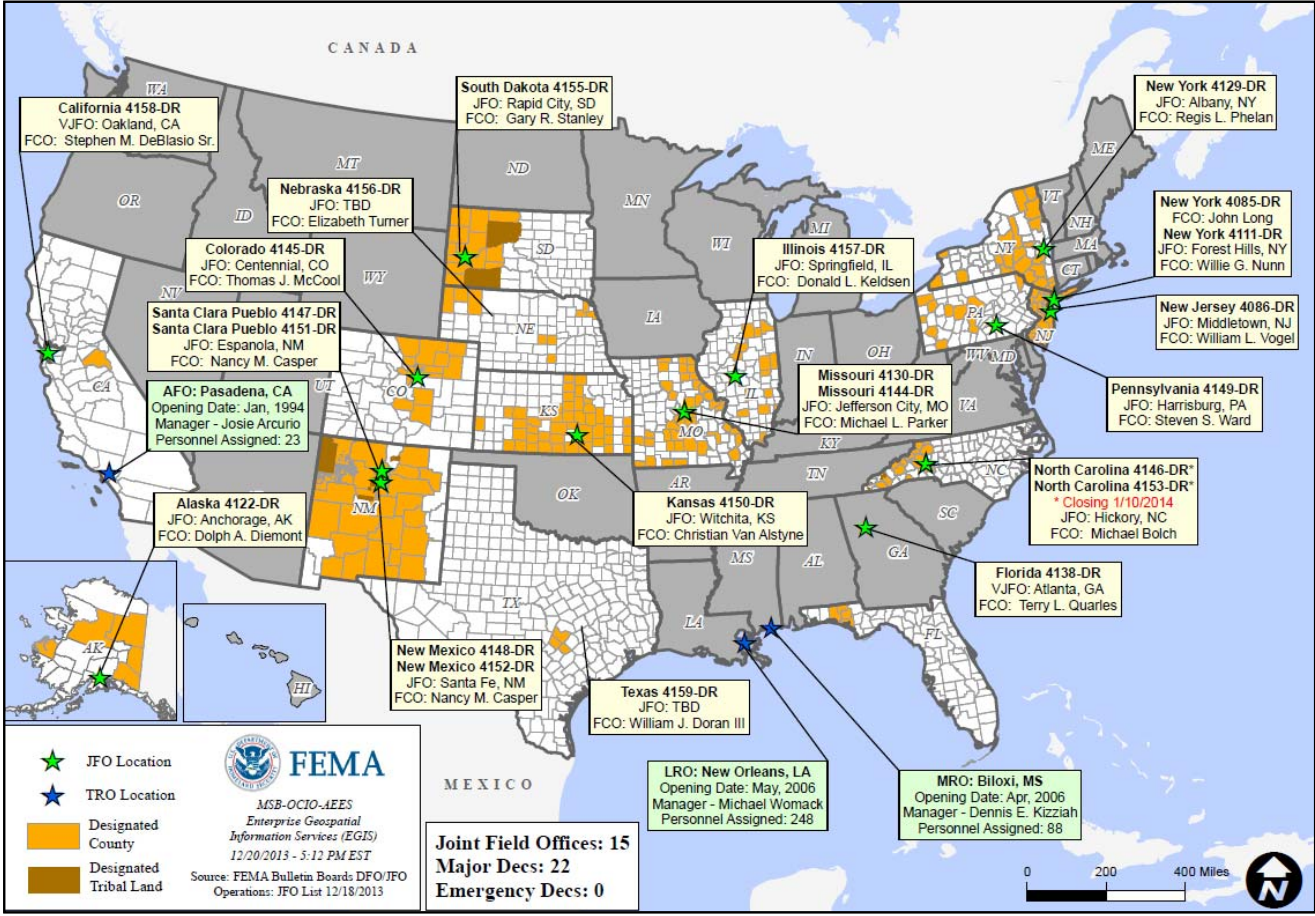 CANADA
WA
California 4158-DR
VJFO: Oakland, CA
FCO: Stephen M. DeBlasio Sr.
South Dakota 4155-DR
JFO: Rapid City, SD
FCO: Gary R. Stanley
New York 4129-DR
JFO: Albany, NY
FCO: Regis L. Phelan
MT
ND
MN
ME
OR
ID
Nebraska 4156-DR
JFO: TBD
FCO: Elizabeth Turner
SD
WI
MI
VT
NH
NY
MA
CT
New York 4085-DR
FCO: John Long
New York 4111-DR
JFO: Forest Hills, NY
FCO: Willie G. Nunn
Colorado 4145-DR
JFO: Centennial, CO
FCO: Thomas J. McCool
WY
Illinois 4157-DR
JFO: Springfield, IL
FCO: Donald L. Keldsen
New Jersey 4086-DR
JFO: Middletown, NJ
FCO: William L. Vogel
NV
Santa Clara Pueblo 4147-DR
Santa Clara Pueblo 4151-DR
JFO: Espanola, NM
FCO: Nancy M. Casper
NE
IA
PA
NJ
IN
OH
WV
MD
CA
UT
CO
AFO: Pasadena, CA
Opening Date: Jan, 1994
Manager - Josie Arcurio
Personnel Assigned: 23
KS
MO
IL
Missouri 4130-DR
Missouri 4144-DR
JFO: Jefferson City, MO
FCO: Michael L. Parker
Pennsylvania 4149-DR
JFO: Harrisburg, PA
FCO: Steven S. Ward
VA
KY
TN
NC
North Carolina 4146-DR*
North Carolina 4153-DR*
* Closing 1/10/2014
JFO: Hickory, NC
FCO: Michael Bolch
Alaska 4122-DR
JFO: Anchorage, AK
FCO: Dolph A. Diemont
NM
OK
AR
Kansas 4150-DR
JFO: Witchita, KS
FCO: Christian Van Alstyne
MS
AL
GA
SC
Florida 4138-DR
VJFO: Atlanta, GA
FCO: Terry L. Quarles
TX
LA
FL
AK
HI
New Mexico 4148-DR
New Mexico 4152-DR
JFO: Santa Fe, NM
FCO: Nancy M. Casper
Texas 4159-DR
JFO: TBD
FCO: William J. Doran III
LRO: New Orleans, LA
Opening Date: May, 2006
Manager - Michael Womack
Personnel Assigned: 248
MRO: Biloxi, MS
Opening Date: Apr, 2006
Manager - Dennis E. Kizziah
Personnel Assigned: 88
MEXICO
JFO Location
TRO Location
Designated
County
Designated
Tribal Land
FEMA
MSB-OCIO-AEES
Enterprise Geospatial
Information Services (EGIS)
12/20/2013 - 5:12 PM EST
Source: FEMA Bulletin Boards DFO/JFO
Operations: JFO List 12/18/2013
Joint Field Offices: 15
Major Decs: 22
Emergency Decs: 0
0 200 400 Miles
N